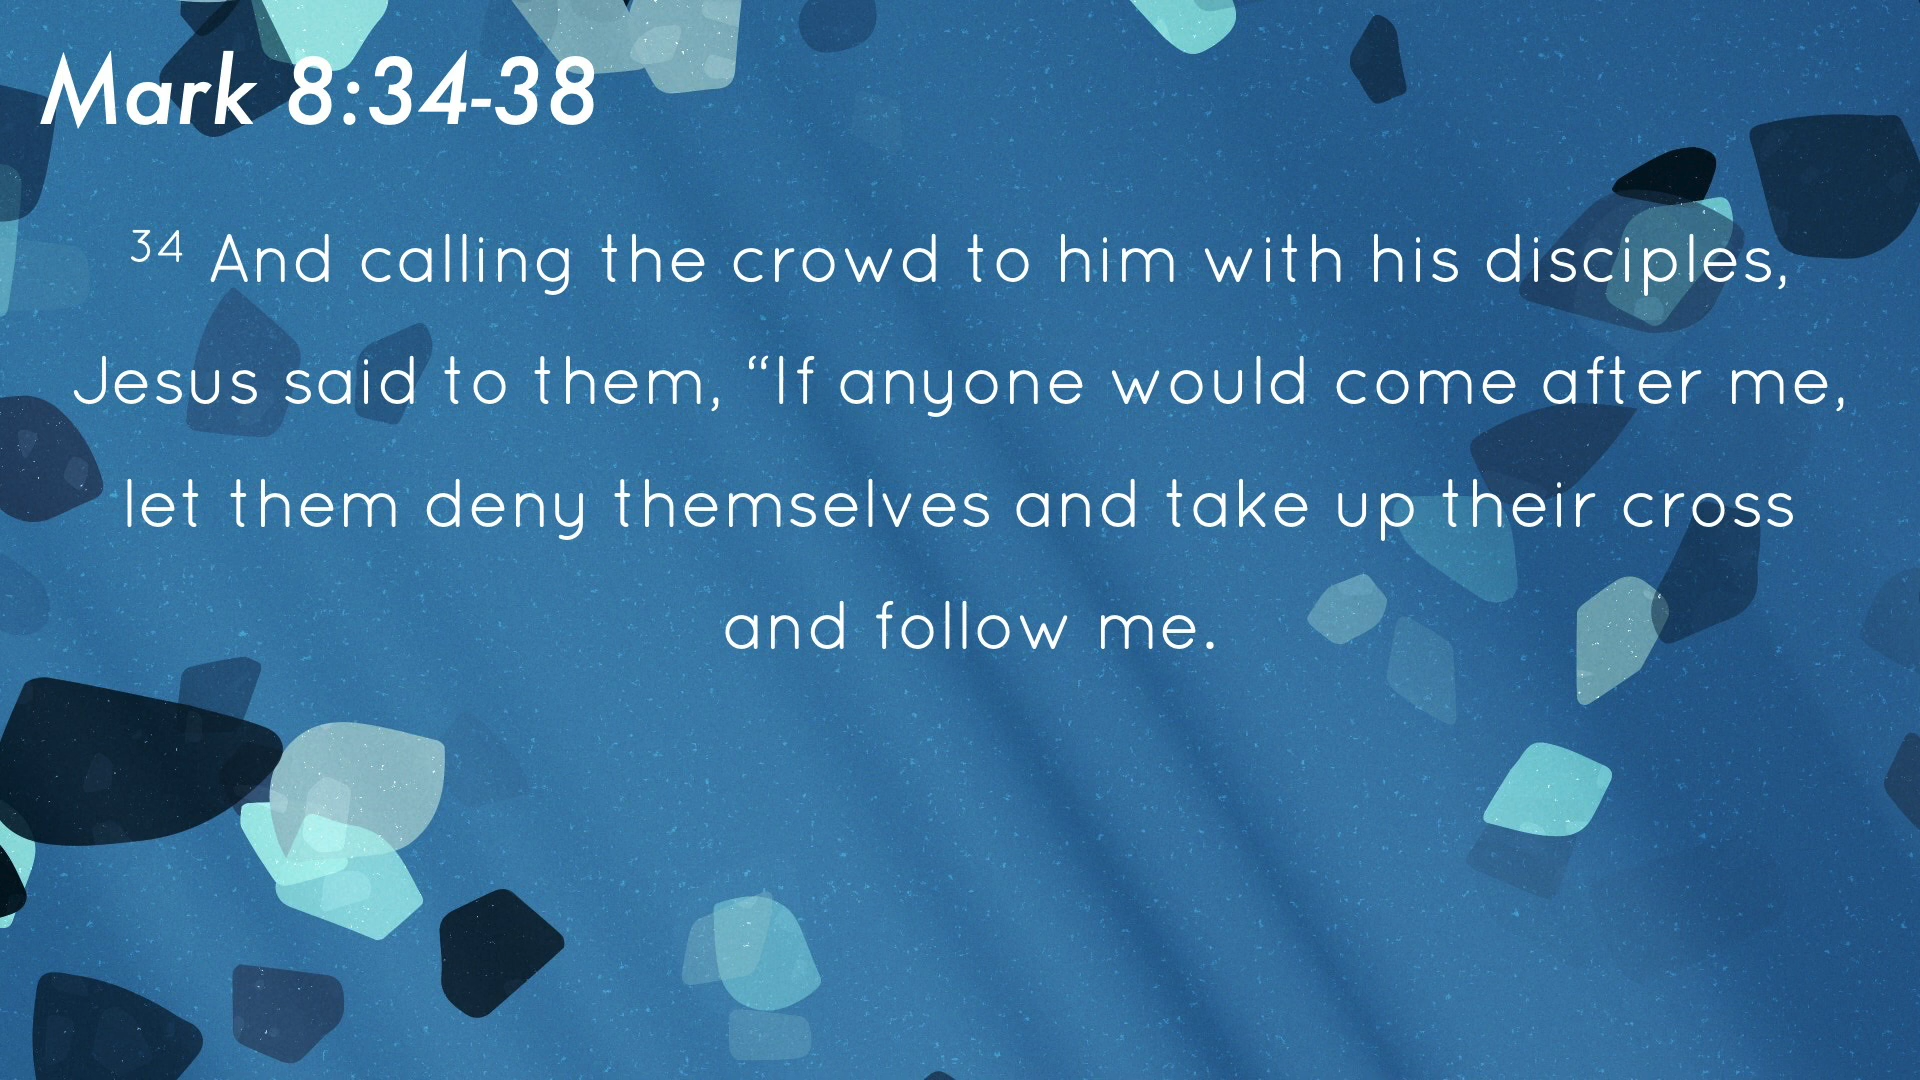 Mark 8:34-38
34 And calling the crowd to him with his disciples,
Jesus said to them, “If anyone would come after me,
let them deny themselves and take up their cross
and follow me.